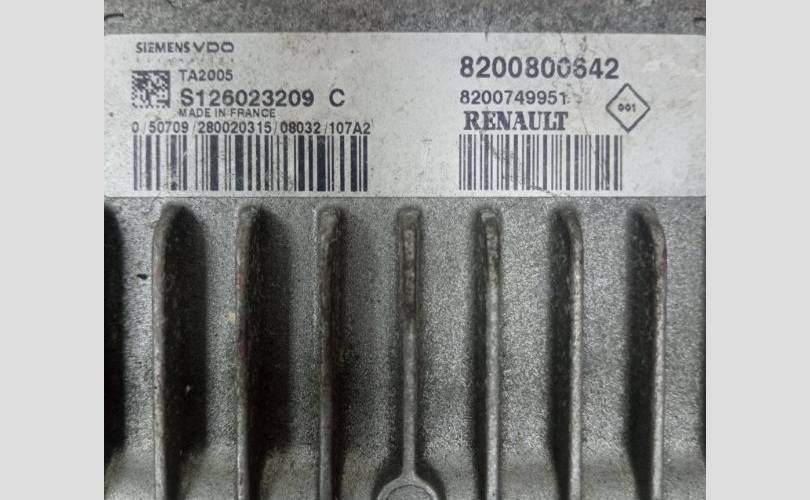 SIEMENS VDO
TA2005
S126023209 C
MADE IN FRANCE
0/50709/280020315/08032/107A2
8200800642
8200749951
001
RENAULT